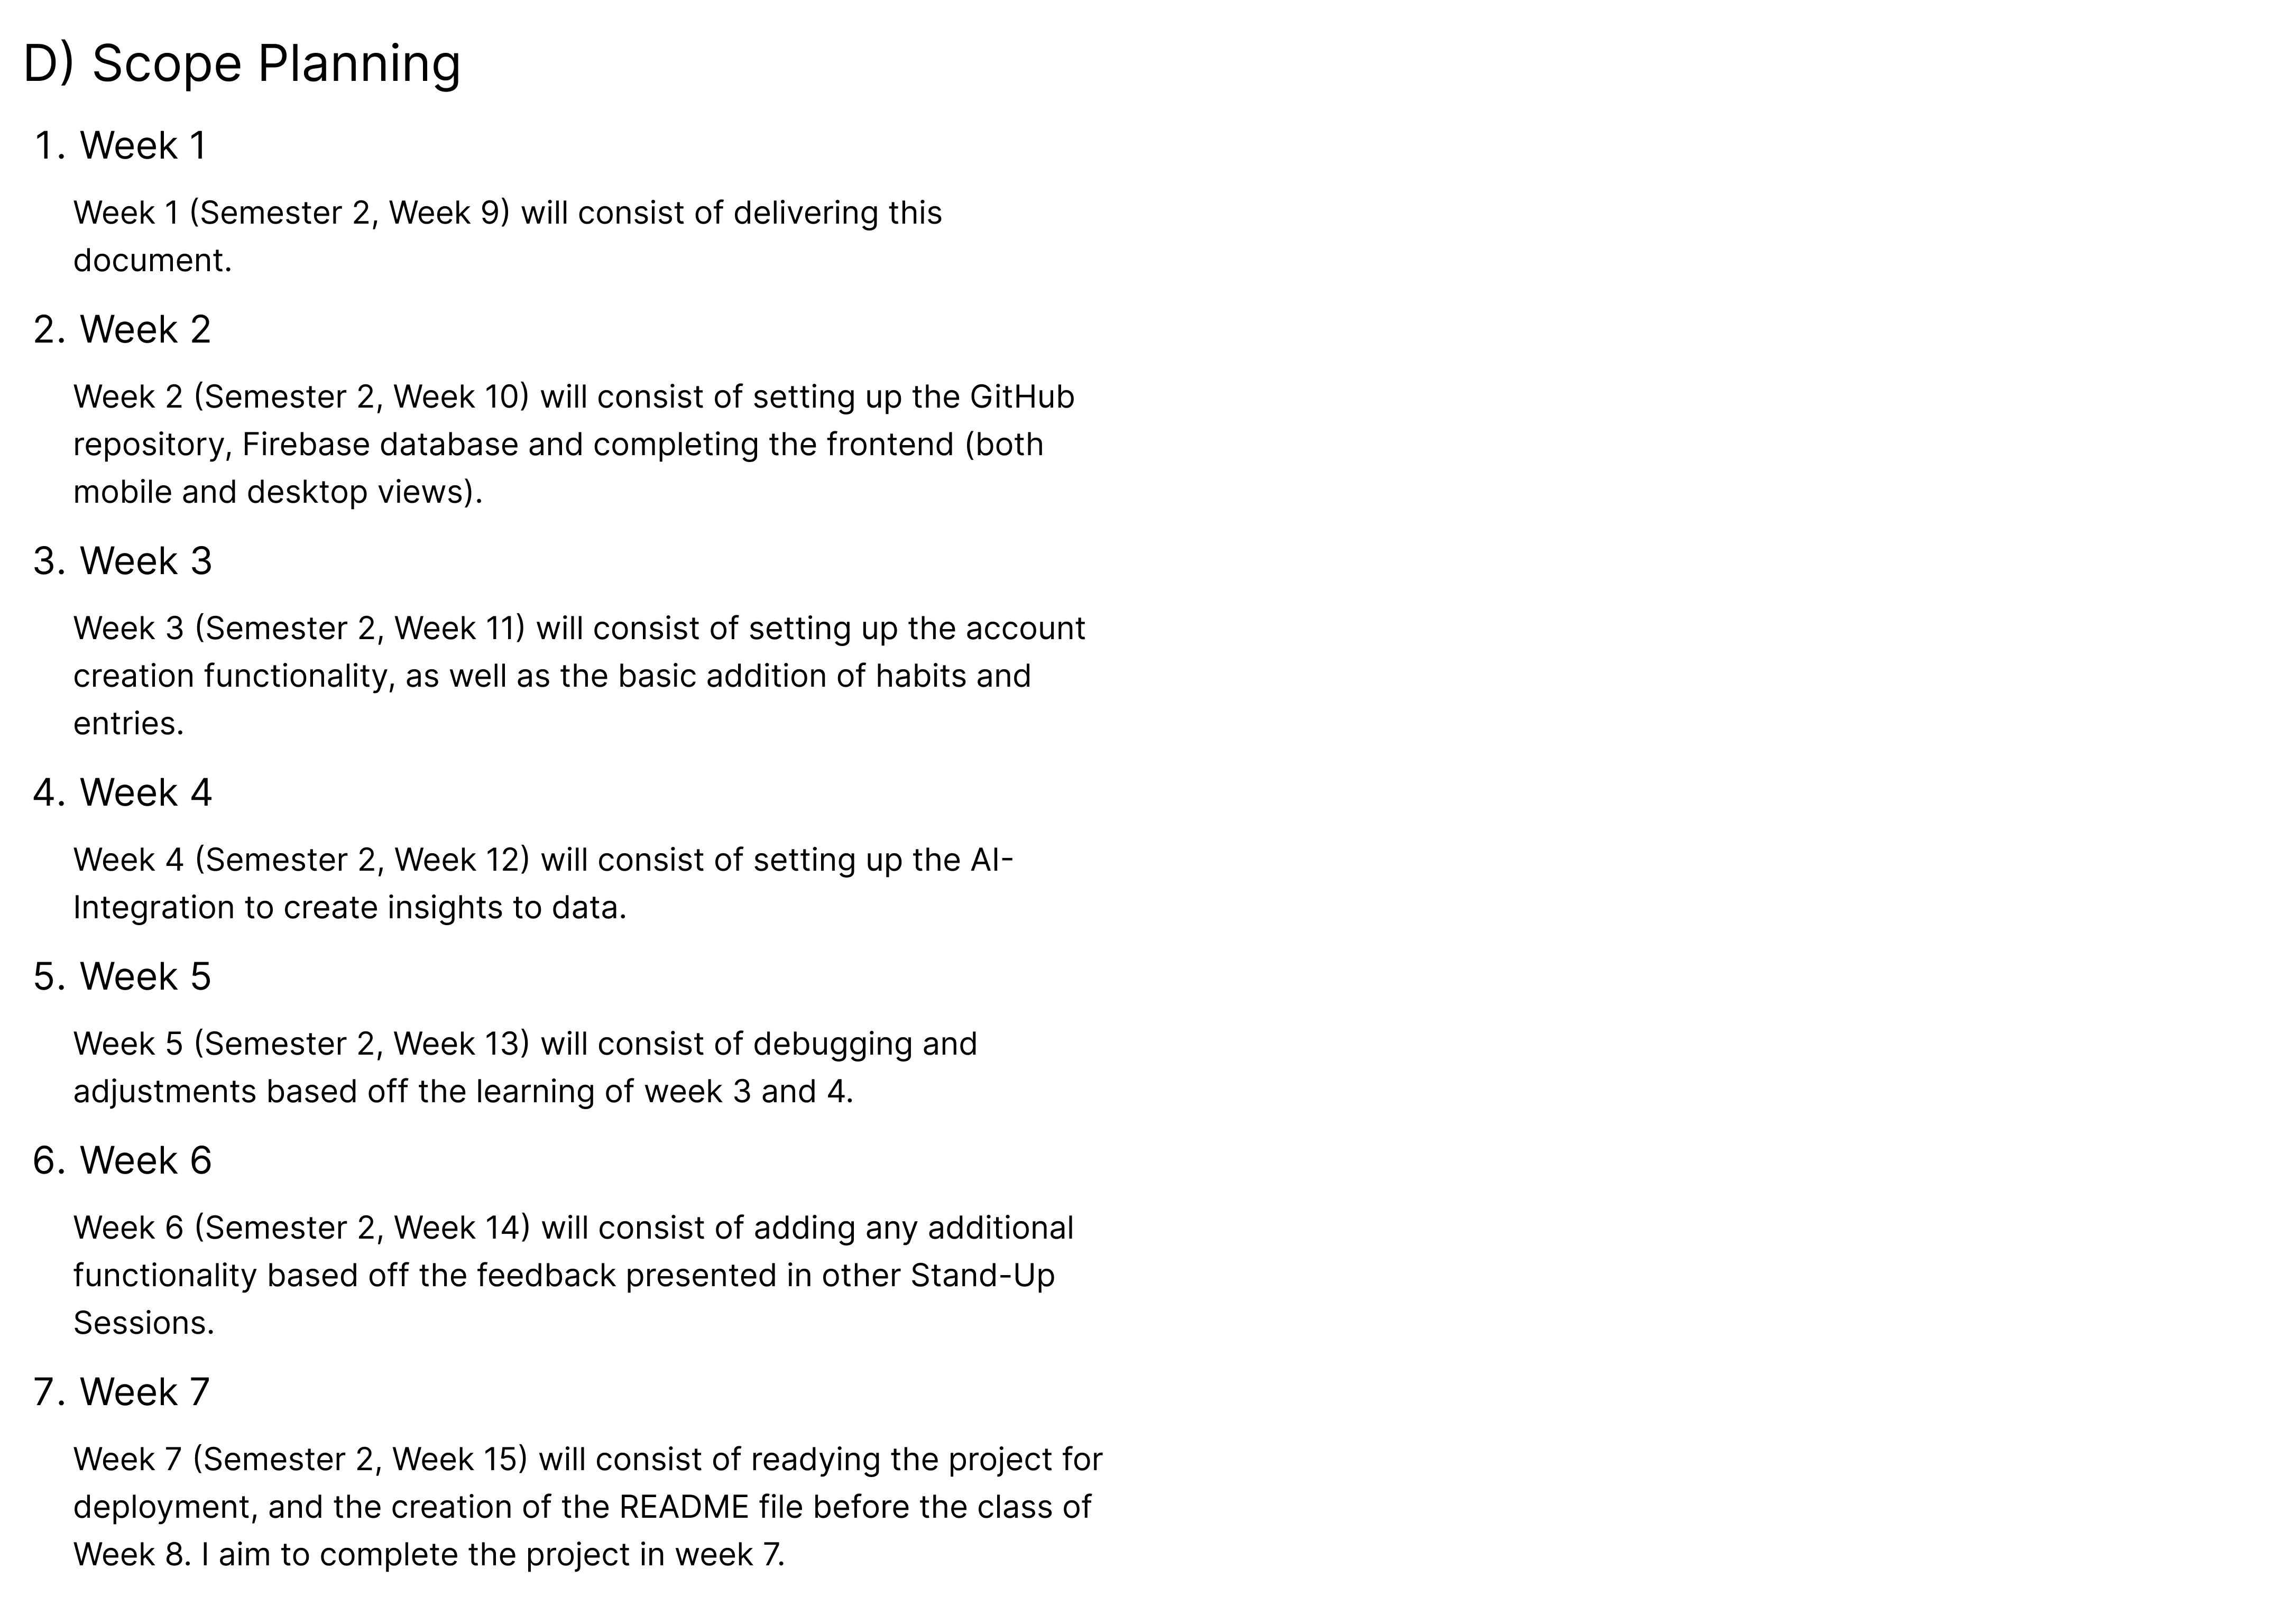 D) Scope Planning
1. Week 1
Week 1 (Semester 2, Week 9) will consist of delivering this
document.
2. Week 2
Week 2 (Semester 2, Week 10) will consist of setting up the GitHub
repository, Firebase database and completing the frontend (both
mobile and desktop views).
3. Week 3
Week 3 (Semester 2, Week 11) will consist of setting up the account
creation functionality, as well as the basic addition of habits and
entries.
4. Week 4
Week 4 (Semester 2, Week 12) will consist of setting up the AI-
Integration to create insights to data.
5. Week 5
Week 5 (Semester 2, Week 13) will consist of debugging and
adjustments based off the learning of week 3 and 4.
6. Week 6
Week 6 (Semester 2, Week 14) will consist of adding any additional
functionality based off the feedback presented in other Stand-Up
Sessions.
7. Week 7
Week 7 (Semester 2, Week 15) will consist of readying the project for
deployment, and the creation of the README file before the class of
Week 8. I aim to complete the project in week 7.